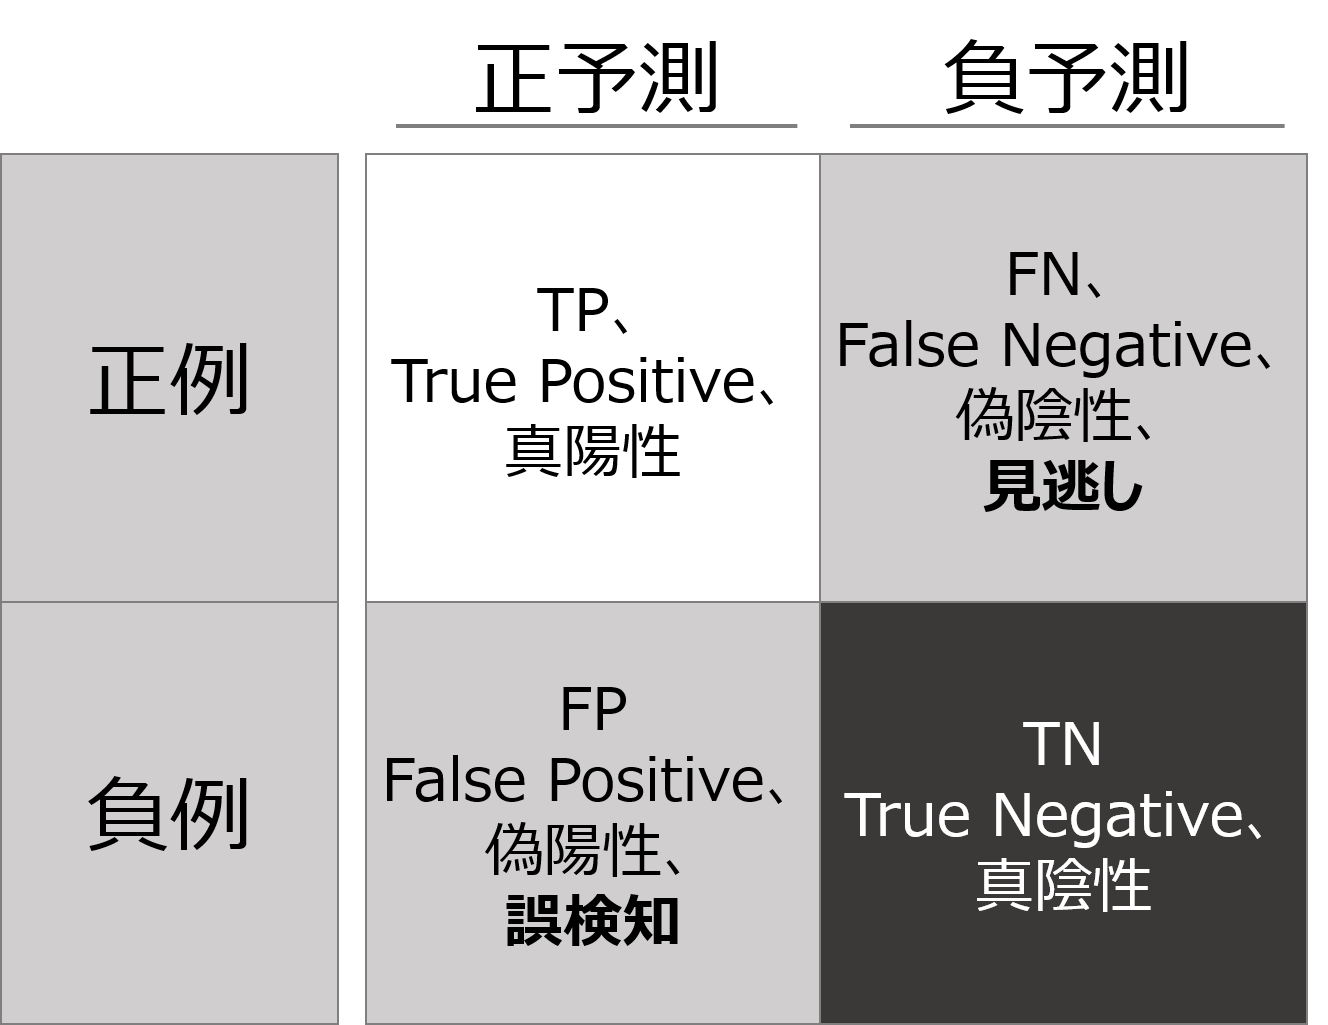 正予測
負予測
正例
TP、
True Positive、
真陽性
FN、
False Negative、
偽陰性、
見逃し
負例
FP
False Positive、
偽陽性、
誤検知
TN
True Negative、
真陰性